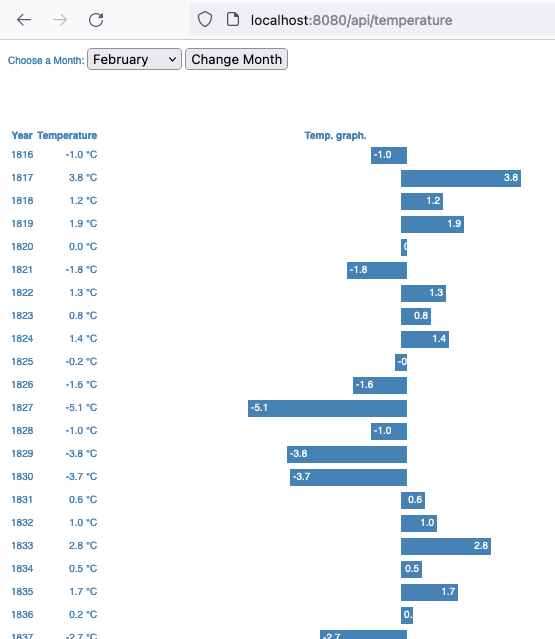 localhost:8080/api/temperature
Choose a Month: February Change Month
Year Temperature Temp. graph.
1816 -1.0 °C -1.0
1817 3.8 °C 3.8
1818 1.2 °C 1.2
1819 1.9 °C 1.9
1820 0.0 °C
1821 -1.8 °C -1.8
1822 1.3 °C 1.3
1823 0.8 °C 0.8
1824 1.4 °C 1.4
1825 -0.2 °C -0
1826 -1.6 °C -1.6
1827 -5.1 °C -5.1
1828 -1.0 °C -1.0
1829 -3.8 °C -3.8
1830 -3.7 °C -3.7
1831 0.6 °C 0.6
1832 1.0 °C 1.0
1833 2.8 °C 2.8
1834 0.5 °C 0.5
1835 1.7 °C 1.7
1836 0.2 °C 0.
1837 -2.7 °C -2.7